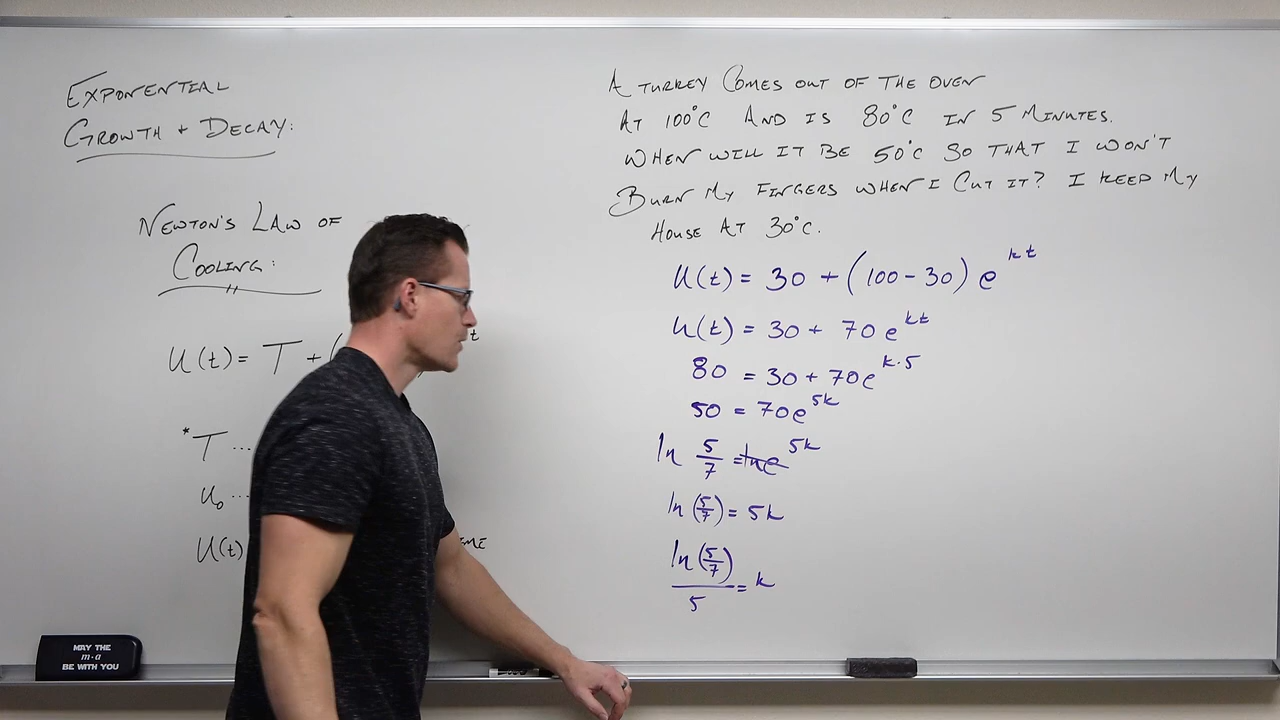 EXPONENTIAL
GROWTH + DECAY:
NEWTON'S LAW OF
COOLING:
U(t) = T + (
t
*T ...
U₀ ...
U(t)
MAY THE
m·a
BE WITH YOU
A TURKEY COMES OUT OF THE OVEN
AT 100°C AND IS 80°C IN 5 MINUTES.
WHEN WILL IT BE 50°C SO THAT I WON'T
BURN MY FINGERS WHEN I CUT IT? I KEEP MY
HOUSE AT 30°C.
U(t) = 30 + (100-30) e^kt
U(t) = 30 + 70e^kt
80 = 30 + 70e^k·5
50 = 70e^5k
ln 5/7 = ln e^5k
ln(5/7) = 5k
ln(5/7)/5 = k